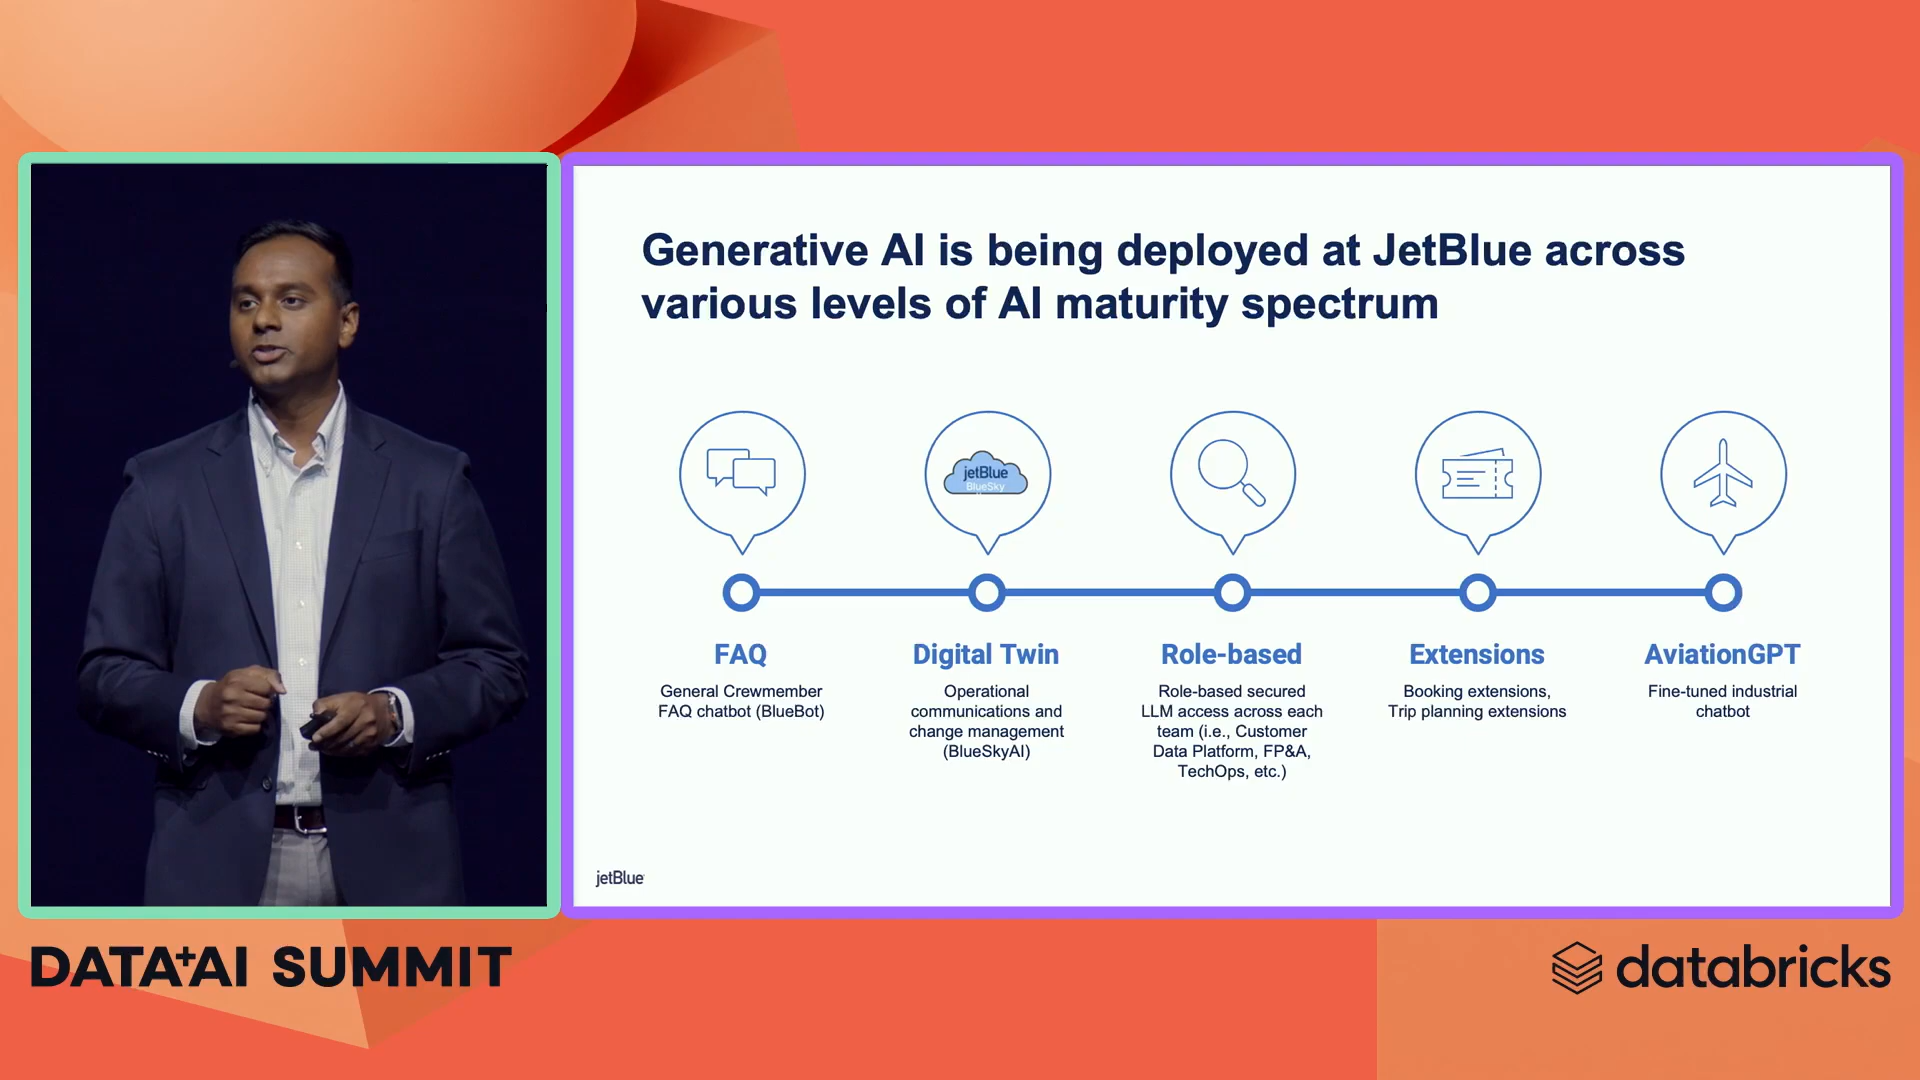 Generative AI is being deployed at JetBlue across
various levels of AI maturity spectrum
jetBlue
BlueSky
FAQ
General Crewmember
FAQ chatbot (BlueBot)
Digital Twin
Operational
communications and
change management
(BlueSkyAI)
Role-based
Role-based secured
LLM access across each
team (i.e., Customer
Data Platform, FP&A,
TechOps, etc.)
Extensions
Booking extensions,
Trip planning extensions
AviationGPT
Fine-tuned industrial
chatbot
jetBlue
DATA+AI SUMMIT
databricks